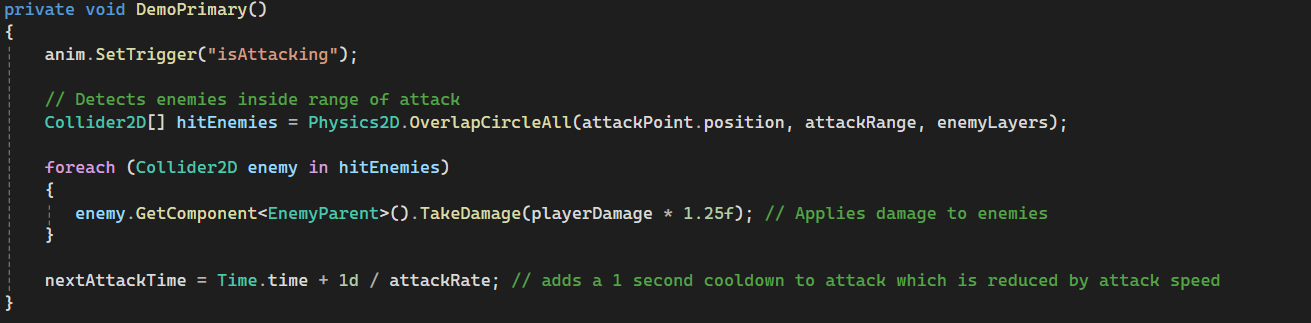 private void DemoPrimary()
{
anim.SetTrigger("isAttacking");
// Detects enemies inside range of attack
Collider2D[] hitEnemies = Physics2D.OverlapCircleAll(attackPoint.position, attackRange, enemyLayers);
foreach (Collider2D enemy in hitEnemies)
{
enemy.GetComponent<EnemyParent>().TakeDamage(playerDamage * 1.25f); // Applies damage to enemies
}
nextAttackTime = Time.time + 1d / attackRate; // adds a 1 second cooldown to attack which is reduced by attack speed
}